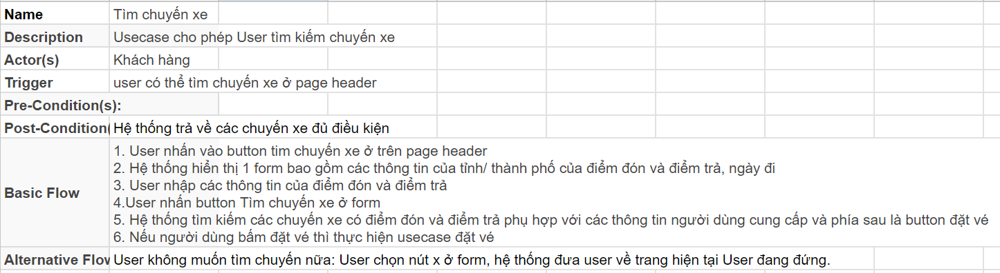 Name Tìm chuyến xe
Description Usecase cho phép User tìm kiếm chuyến xe
Actor(s) Khách hàng
Trigger user có thể tìm chuyến xe ở page header
Pre-Condition(s):
Post-Condition( Hệ thống trả về các chuyến xe đủ điều kiện
Basic Flow
1. User nhấn vào button tim chuyến xe ở trên page header
2. Hệ thống hiển thị 1 form bao gồm các thông tin của tỉnh/ thành phố của điểm đón và điểm trả, ngày đi
3. User nhập các thông tin của điểm đón và điểm trả
4.User nhấn button Tìm chuyến xe ở form
5. Hệ thống tìm kiếm các chuyến xe có điểm đón và điểm trả phụ hợp với các thông tin người dùng cung cấp và phía sau là button đặt vé
6. Nếu người dùng bấm đặt vé thì thực hiện usecase đặt vé
Alternative Flow User không muốn tìm chuyến nữa: User chọn nút x ở form, hệ thống đưa user về trang hiện tại User đang đứng.